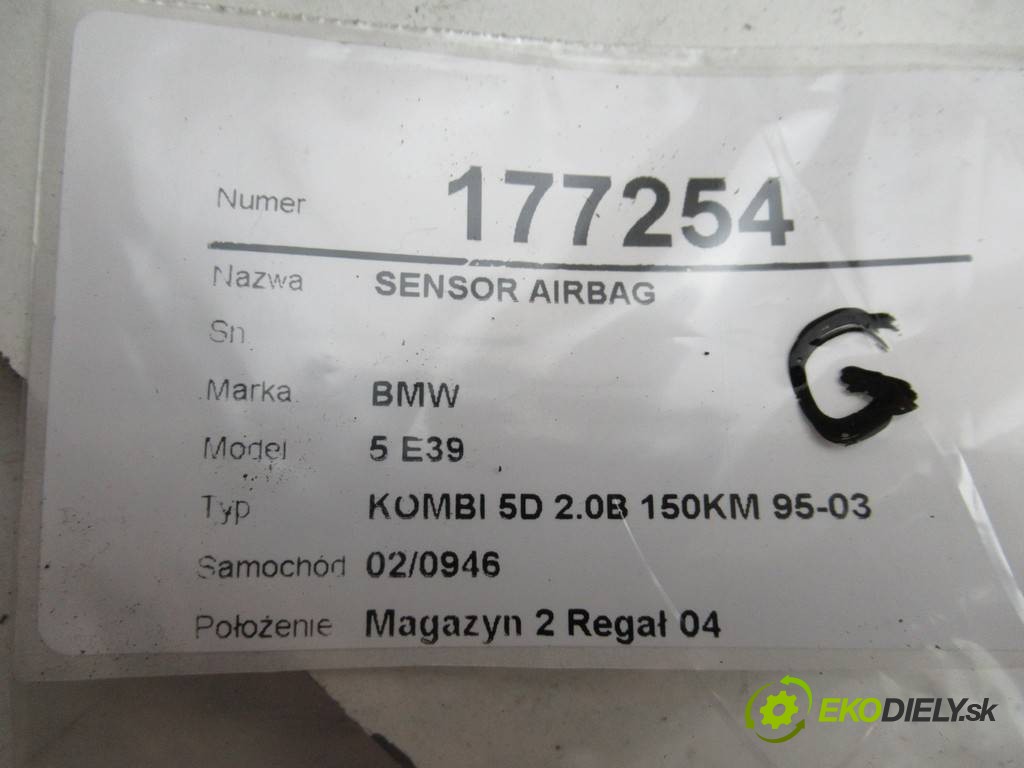 Numer 177254
Nazwa SENSOR AIRBAG
Sn
Marka BMW
G
Model 5 E39
Typ KOMBI 5D 2.0B 150KM 95-03
Samochód 02/0946
Położenie Magazyn 2 Regał 04
EKODIELY.sk